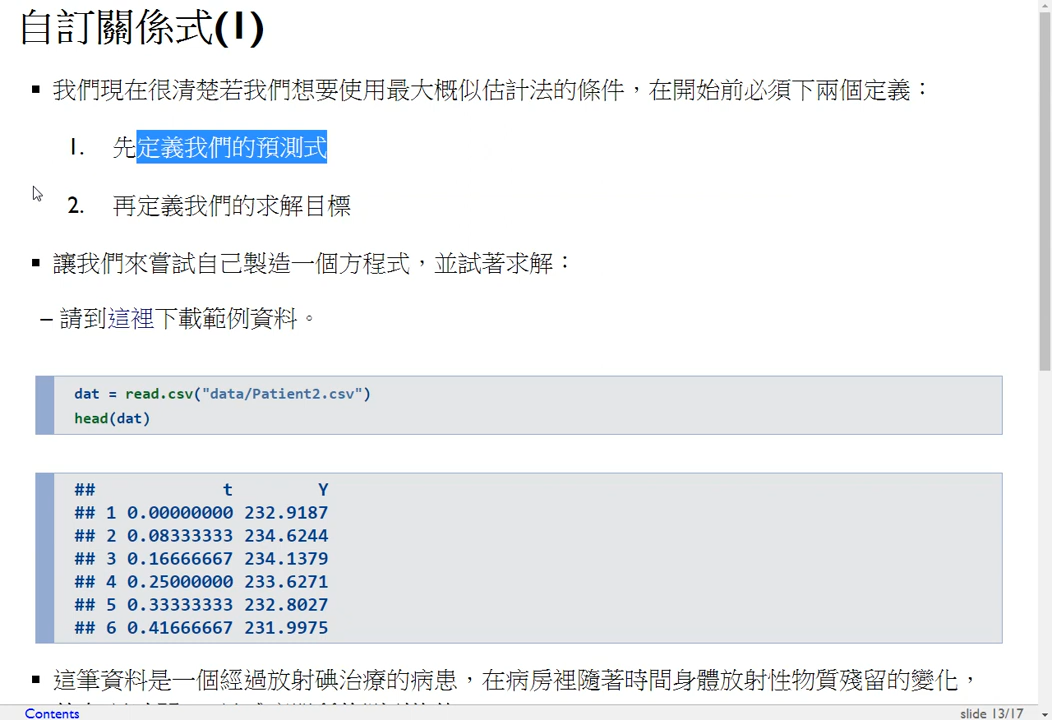 自訂關係式(1)
▪ 我們現在很清楚若我們想要使用最大概似估計法的條件，在開始前必須下兩個定義：
1. 先定義我們的預測式
2. 再定義我們的求解目標
▪ 讓我們來嘗試自己製造一個方程式，並試著求解：
– 請到這裡下載範例資料。
dat = read.csv("data/Patient2.csv")
head(dat)
## t Y
## 1 0.00000000 232.9187
## 2 0.08333333 234.6244
## 3 0.16666667 234.1379
## 4 0.25000000 233.6271
## 5 0.33333333 232.8027
## 6 0.41666667 231.9975
▪ 這筆資料是一個經過放射碘治療的病患，在病房裡隨著時間身體放射性物質殘留的變化，
Contents
slide 13/17